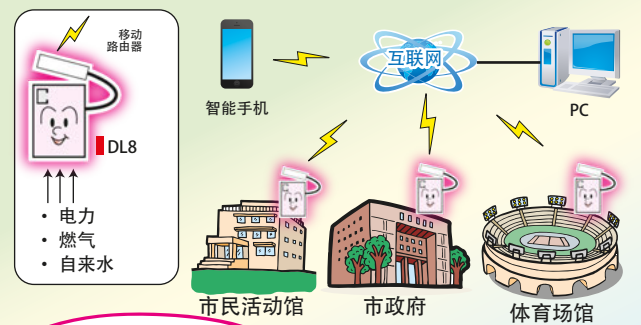 移动
路由器
C
DL8
· 电力
· 燃气
· 自来水
智能手机
互联网
PC
市民活动馆
市政府
体育场馆